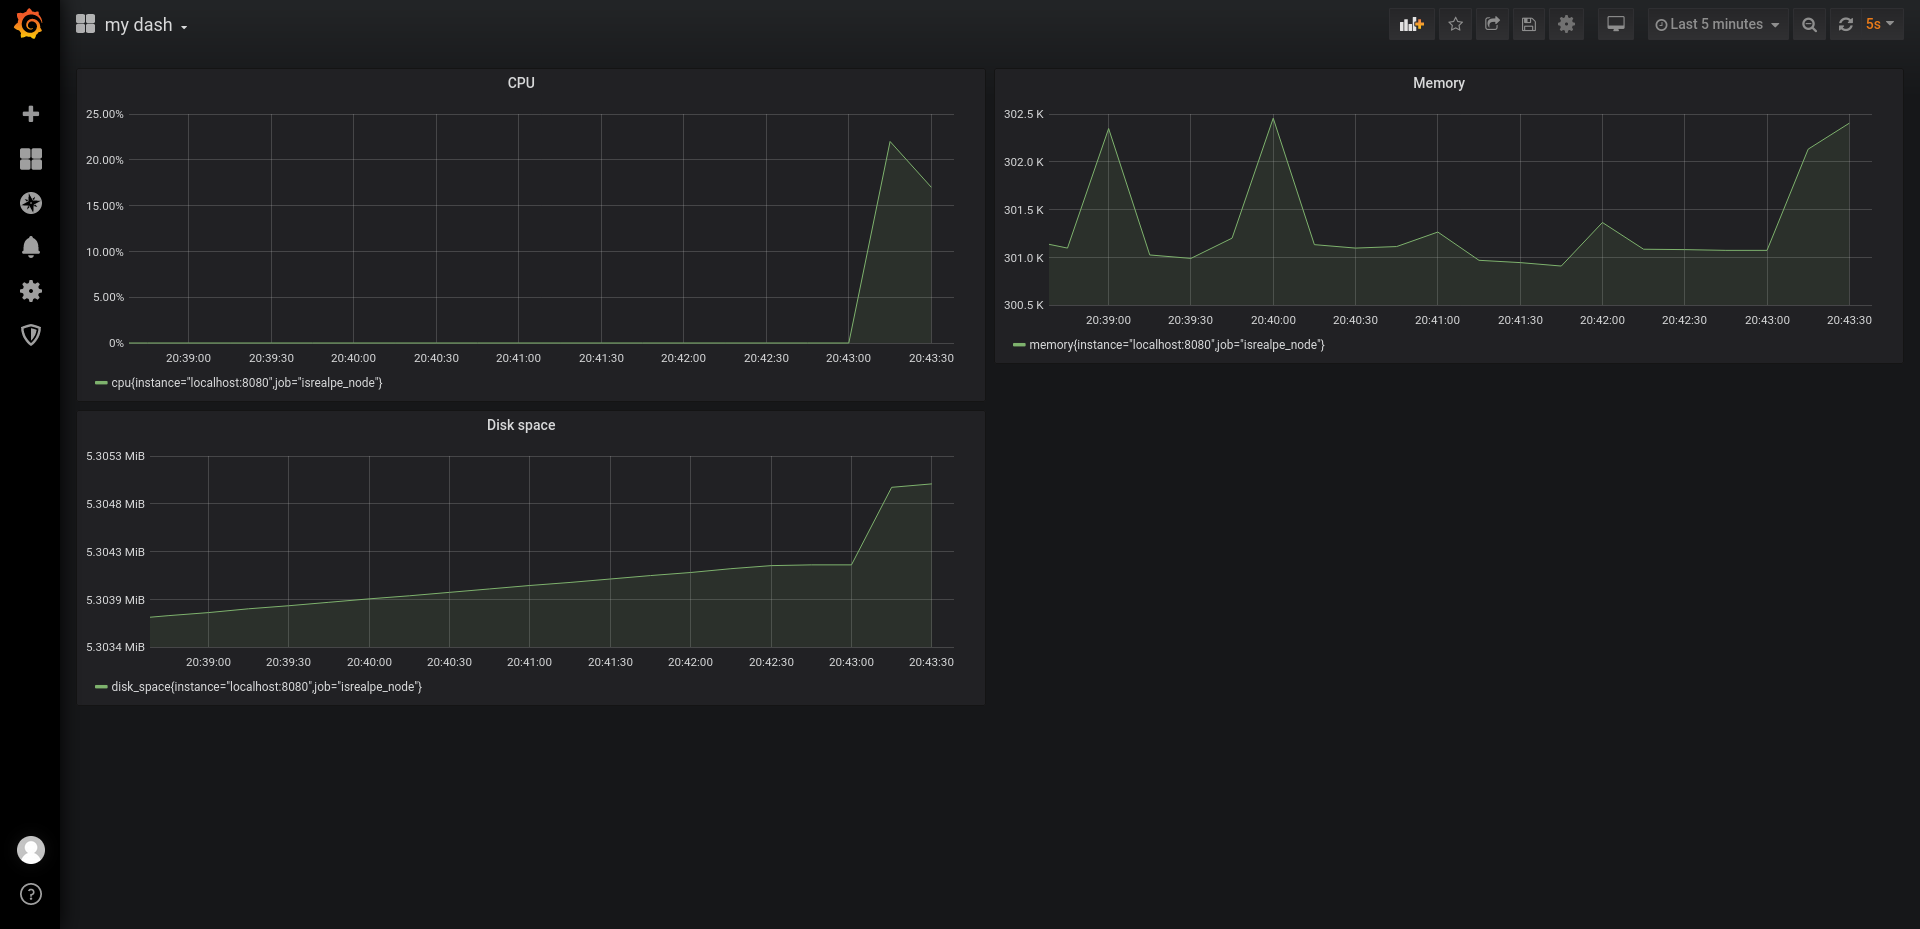 my dash
Last 5 minutes
5s
CPU
25.00%
20.00%
15.00%
10.00%
5.00%
0%
20:39:00 20:39:30 20:40:00 20:40:30 20:41:00 20:41:30 20:42:00 20:42:30 20:43:00 20:43:30
cpu{instance="localhost:8080",job="isrealpe_node"}
Memory
302.5 K
302.0 K
301.5 K
301.0 K
300.5 K
20:39:00 20:39:30 20:40:00 20:40:30 20:41:00 20:41:30 20:42:00 20:42:30 20:43:00 20:43:30
memory{instance="localhost:8080",job="isrealpe_node"}
Disk space
5.3053 MiB
5.3048 MiB
5.3043 MiB
5.3039 MiB
5.3034 MiB
20:39:00 20:39:30 20:40:00 20:40:30 20:41:00 20:41:30 20:42:00 20:42:30 20:43:00 20:43:30
disk_space{instance="localhost:8080",job="isrealpe_node"}